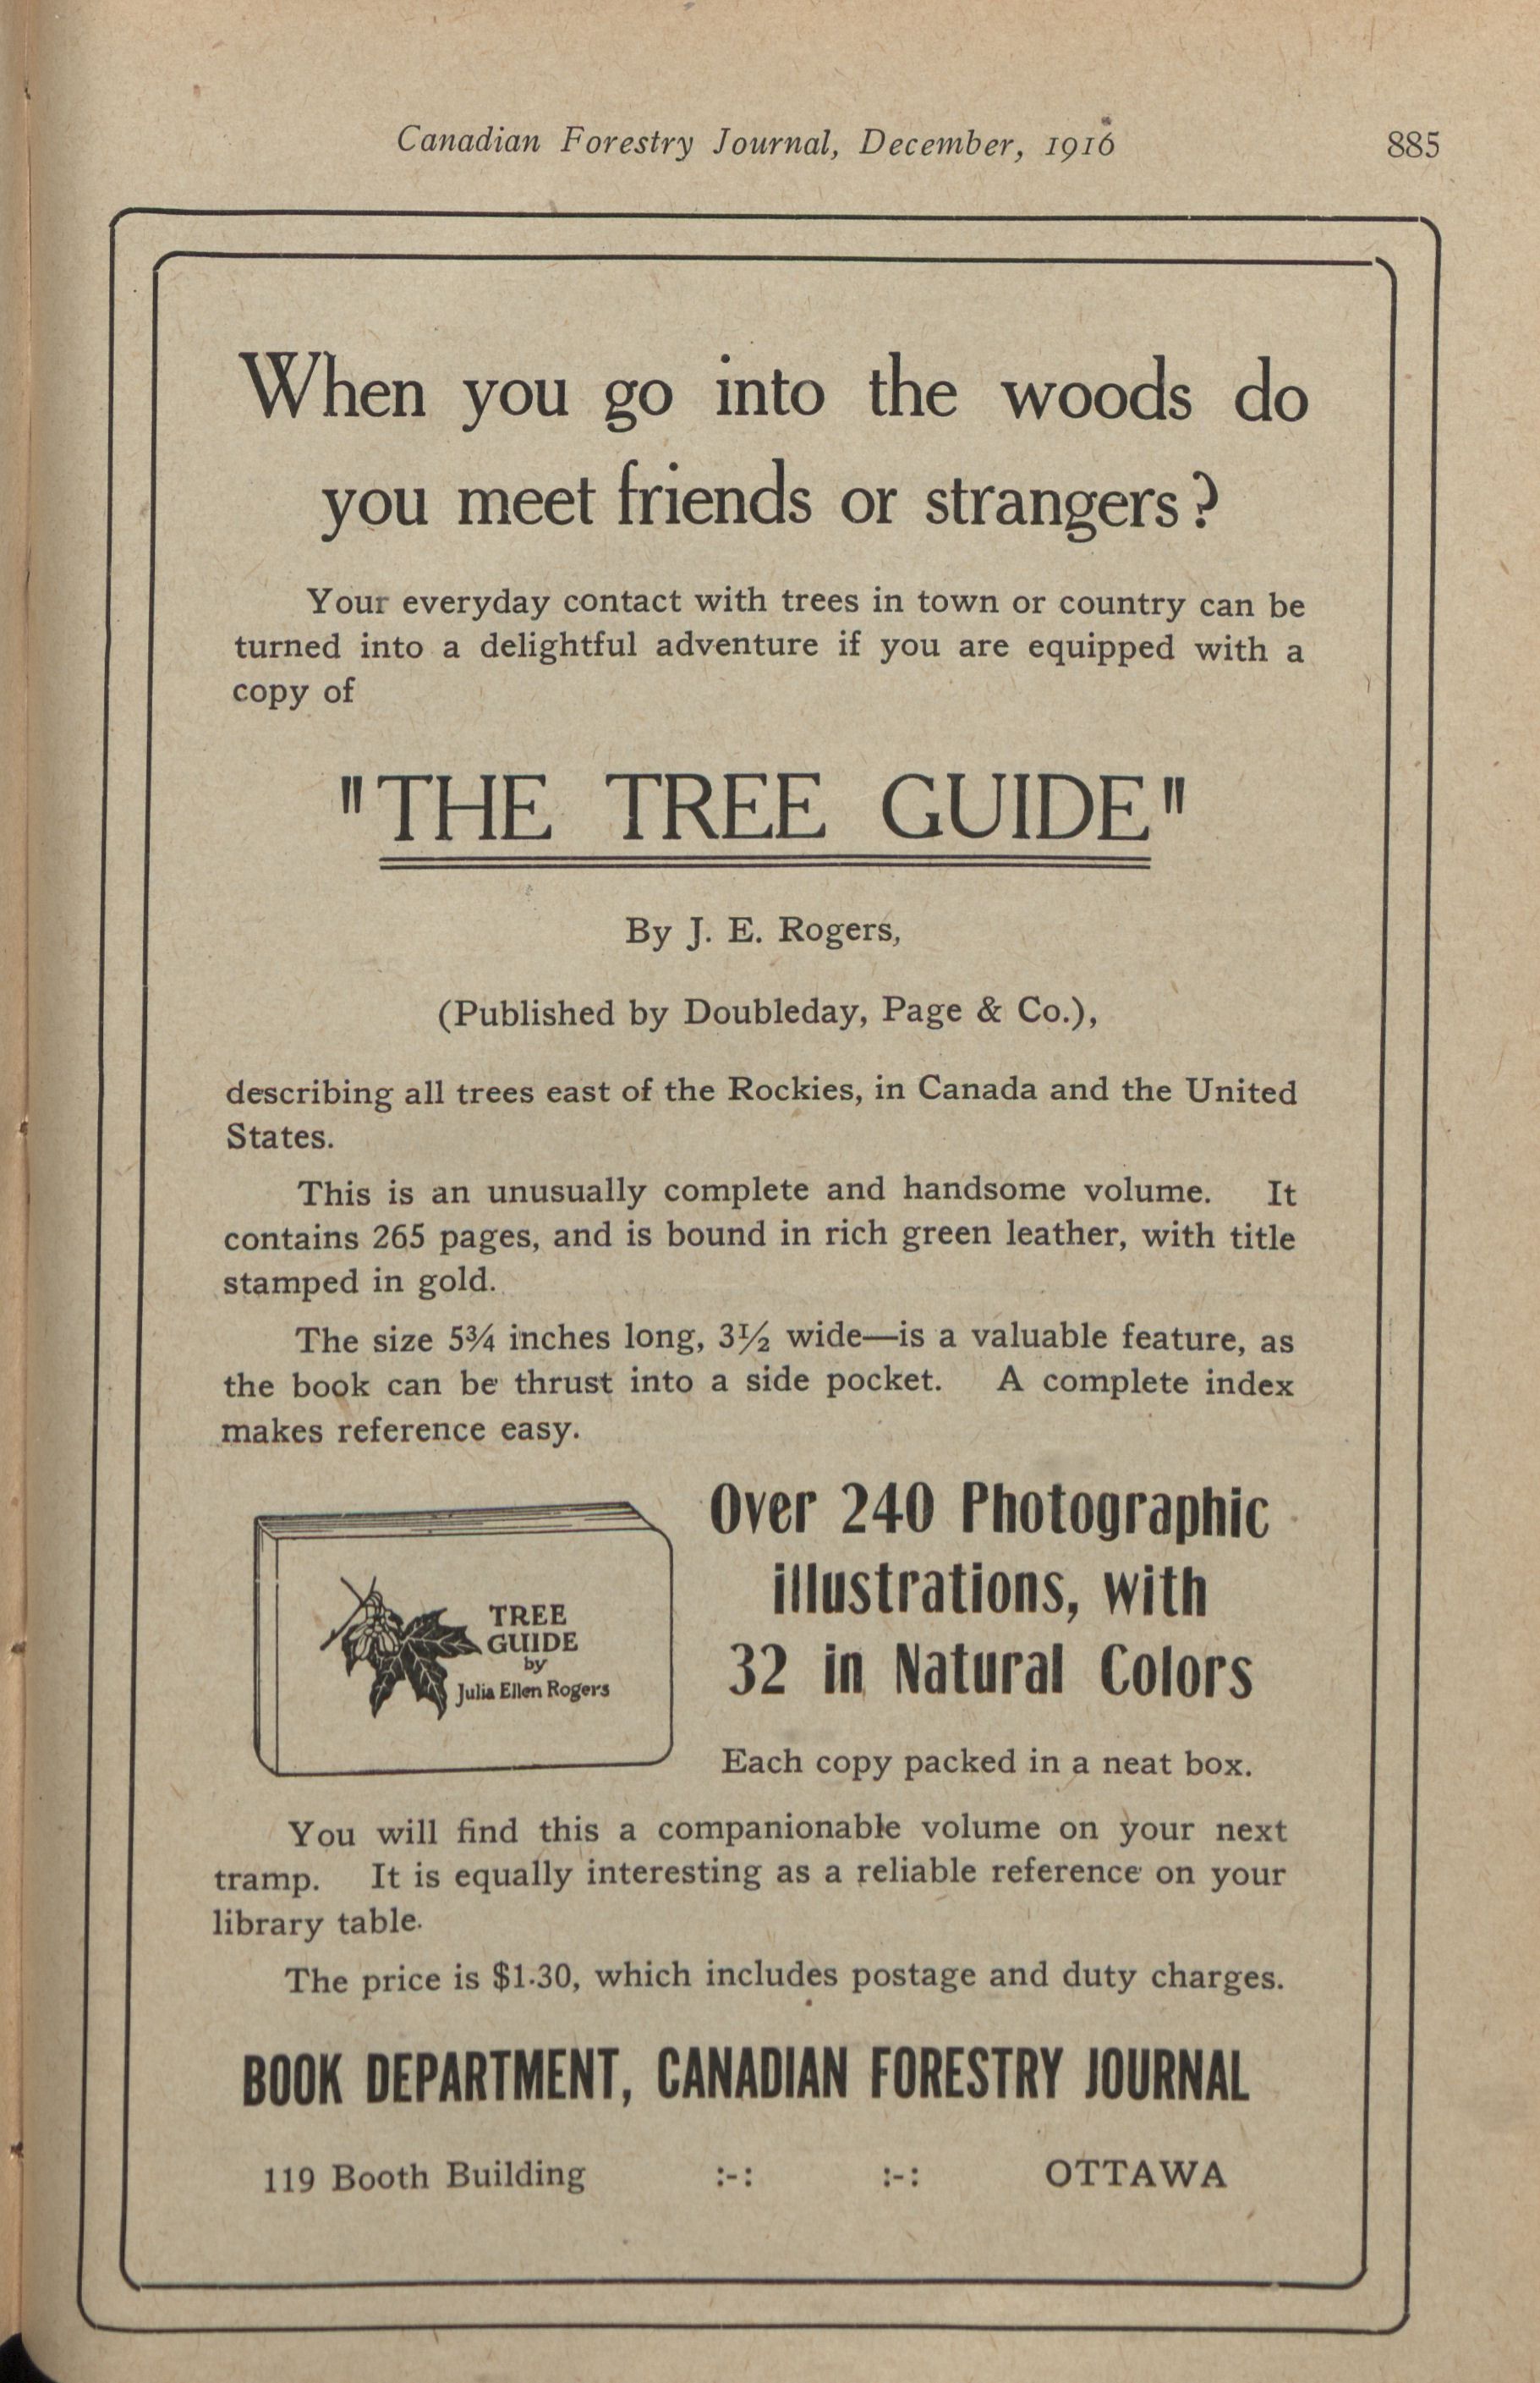 Canadian Forestry Journal, December, 1916 885
When you go into the woods do
you meet friends or strangers?
Your everyday contact with trees in town or country can be
turned into a delightful adventure if you are equipped with a
copy of
"THE TREE GUIDE"
By J. E. Rogers,
(Published by Doubleday, Page & Co.),
describing all trees east of the Rockies, in Canada and the United
States.
This is an unusually complete and handsome volume. It
contains 265 pages, and is bound in rich green leather, with title
stamped in gold.
The size 5¾ inches long, 3½ wide—is a valuable feature, as
the book can be thrust into a side pocket. A complete index
makes reference easy.
TREE
GUIDE
by
Julia Ellen Rogers
Over 240 Photographic
illustrations, with
32 in Natural Colors
Each copy packed in a neat box.
You will find this a companionable volume on your next
tramp. It is equally interesting as a reliable reference on your
library table.
The price is $1.30, which includes postage and duty charges.
BOOK DEPARTMENT, CANADIAN FORESTRY JOURNAL
119 Booth Building :-: :-: OTTAWA